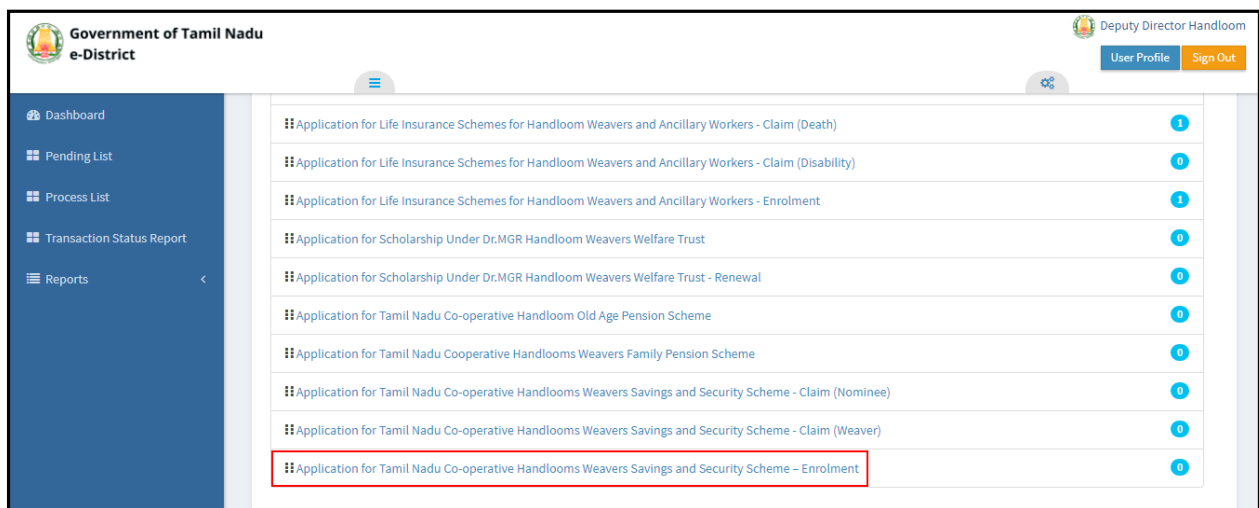 Government of Tamil Nadu
e-District
Deputy Director Handloom
User Profile Sign Out
Dashboard
Pending List
Process List
Transaction Status Report
Reports
Application for Life Insurance Schemes for Handloom Weavers and Ancillary Workers - Claim (Death) 1
Application for Life Insurance Schemes for Handloom Weavers and Ancillary Workers - Claim (Disability) 0
Application for Life Insurance Schemes for Handloom Weavers and Ancillary Workers - Enrolment 1
Application for Scholarship Under Dr.MGR Handloom Weavers Welfare Trust 0
Application for Scholarship Under Dr.MGR Handloom Weavers Welfare Trust - Renewal 0
Application for Tamil Nadu Co-operative Handloom Old Age Pension Scheme 0
Application for Tamil Nadu Cooperative Handlooms Weavers Family Pension Scheme 0
Application for Tamil Nadu Co-operative Handlooms Weavers Savings and Security Scheme - Claim (Nominee) 0
Application for Tamil Nadu Co-operative Handlooms Weavers Savings and Security Scheme - Claim (Weaver) 0
Application for Tamil Nadu Co-operative Handlooms Weavers Savings and Security Scheme – Enrolment 0